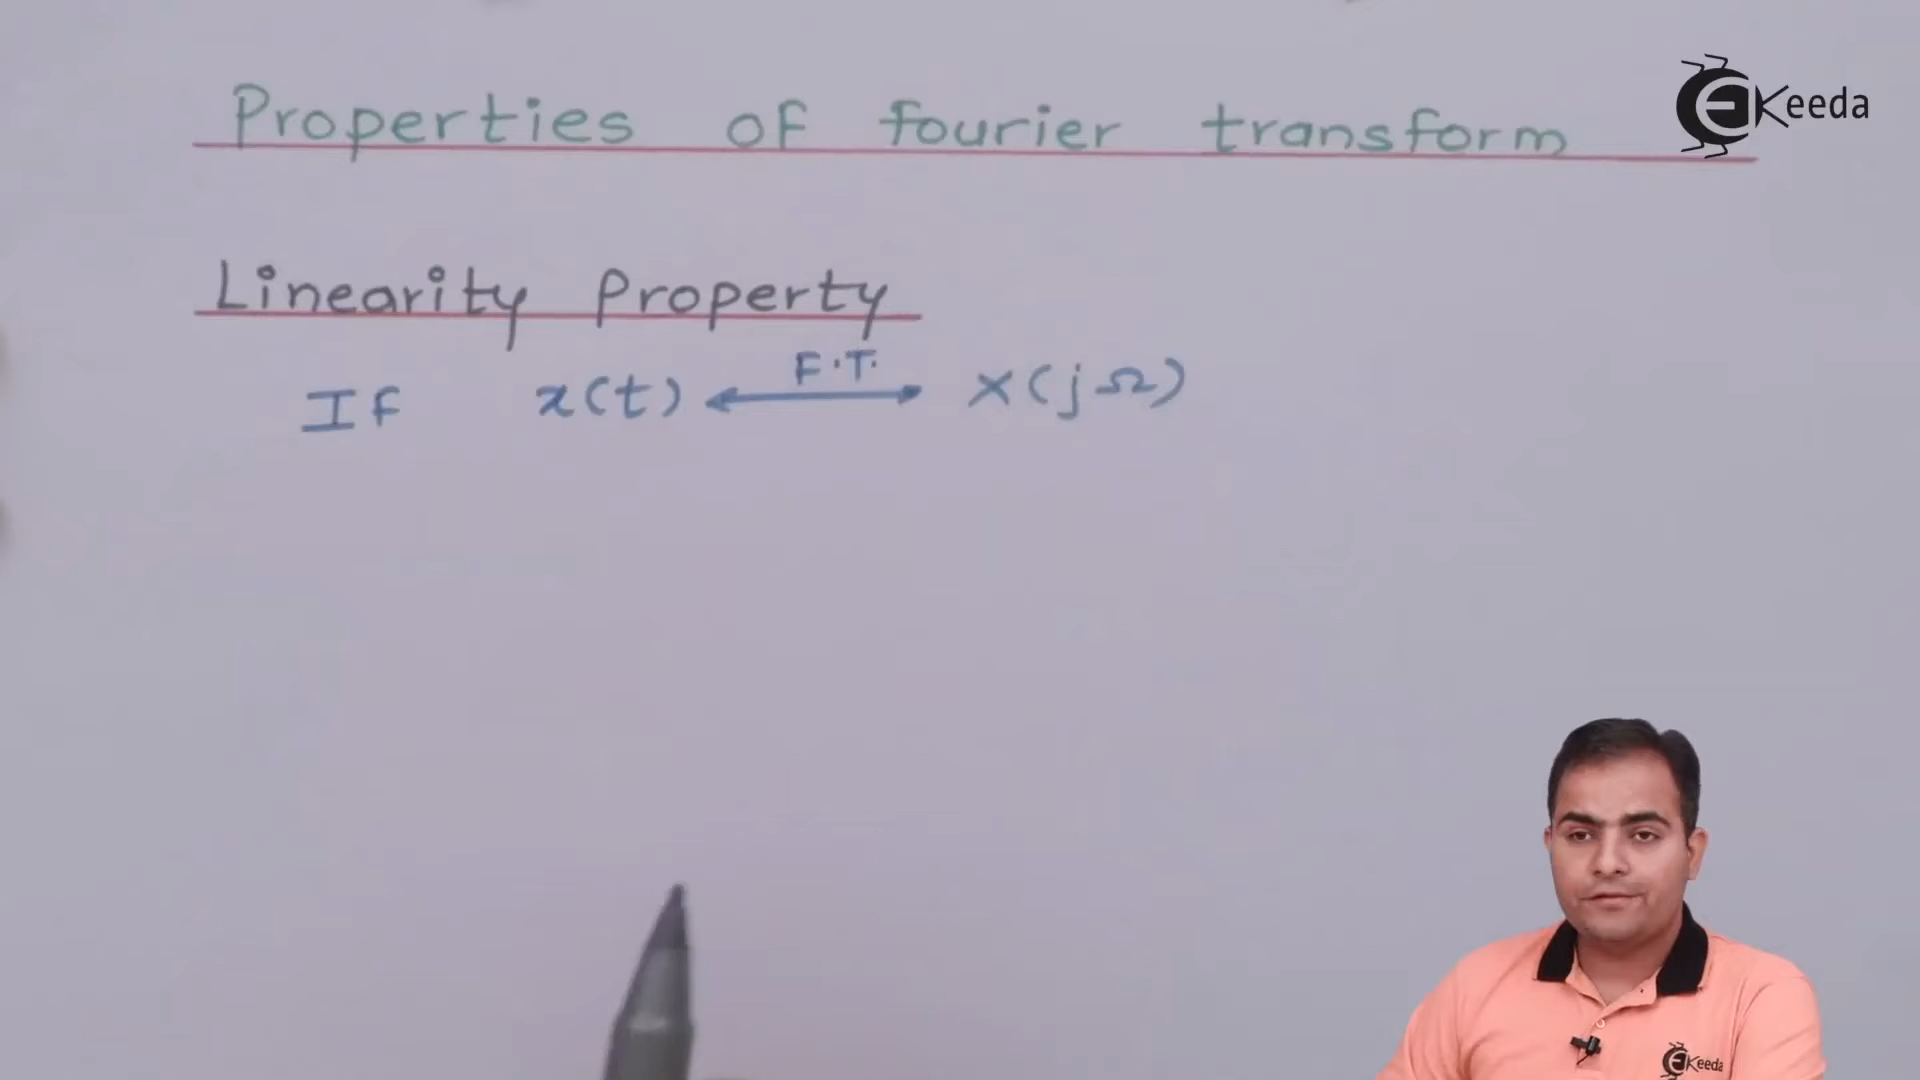 Properties of fourier transform
EKeeda
Linearity Property
F.T.
If x(t) ⟷ X(jΩ)
EKeeda